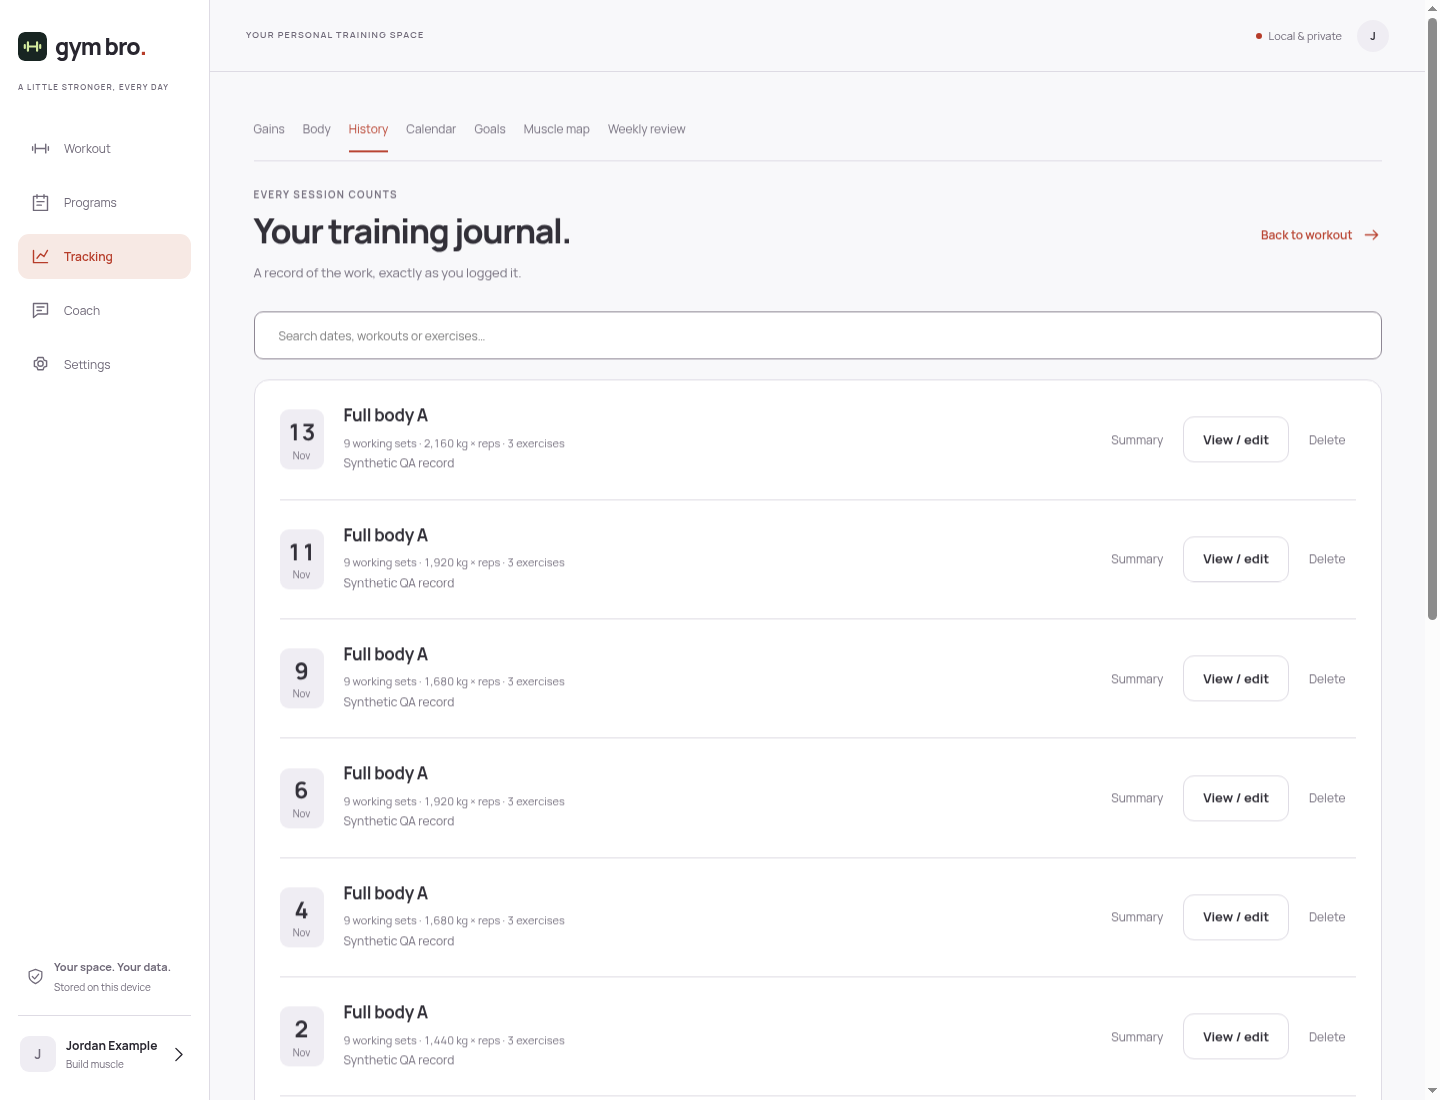 gym bro.
A LITTLE STRONGER, EVERY DAY
Workout
Programs
Tracking
Coach
Settings
Your space. Your data.
Stored on this device
J
Jordan Example
Build muscle
YOUR PERSONAL TRAINING SPACE
Local & private
J
Gains Body History Calendar Goals Muscle map Weekly review
EVERY SESSION COUNTS
Your training journal.
Back to workout
A record of the work, exactly as you logged it.
Search dates, workouts or exercises…
13
Nov
Full body A
9 working sets · 2,160 kg × reps · 3 exercises
Synthetic QA record
Summary View / edit Delete
11
Nov
Full body A
9 working sets · 1,920 kg × reps · 3 exercises
Synthetic QA record
Summary View / edit Delete
9
Nov
Full body A
9 working sets · 1,680 kg × reps · 3 exercises
Synthetic QA record
Summary View / edit Delete
6
Nov
Full body A
9 working sets · 1,920 kg × reps · 3 exercises
Synthetic QA record
Summary View / edit Delete
4
Nov
Full body A
9 working sets · 1,680 kg × reps · 3 exercises
Synthetic QA record
Summary View / edit Delete
2
Nov
Full body A
9 working sets · 1,440 kg × reps · 3 exercises
Synthetic QA record
Summary View / edit Delete